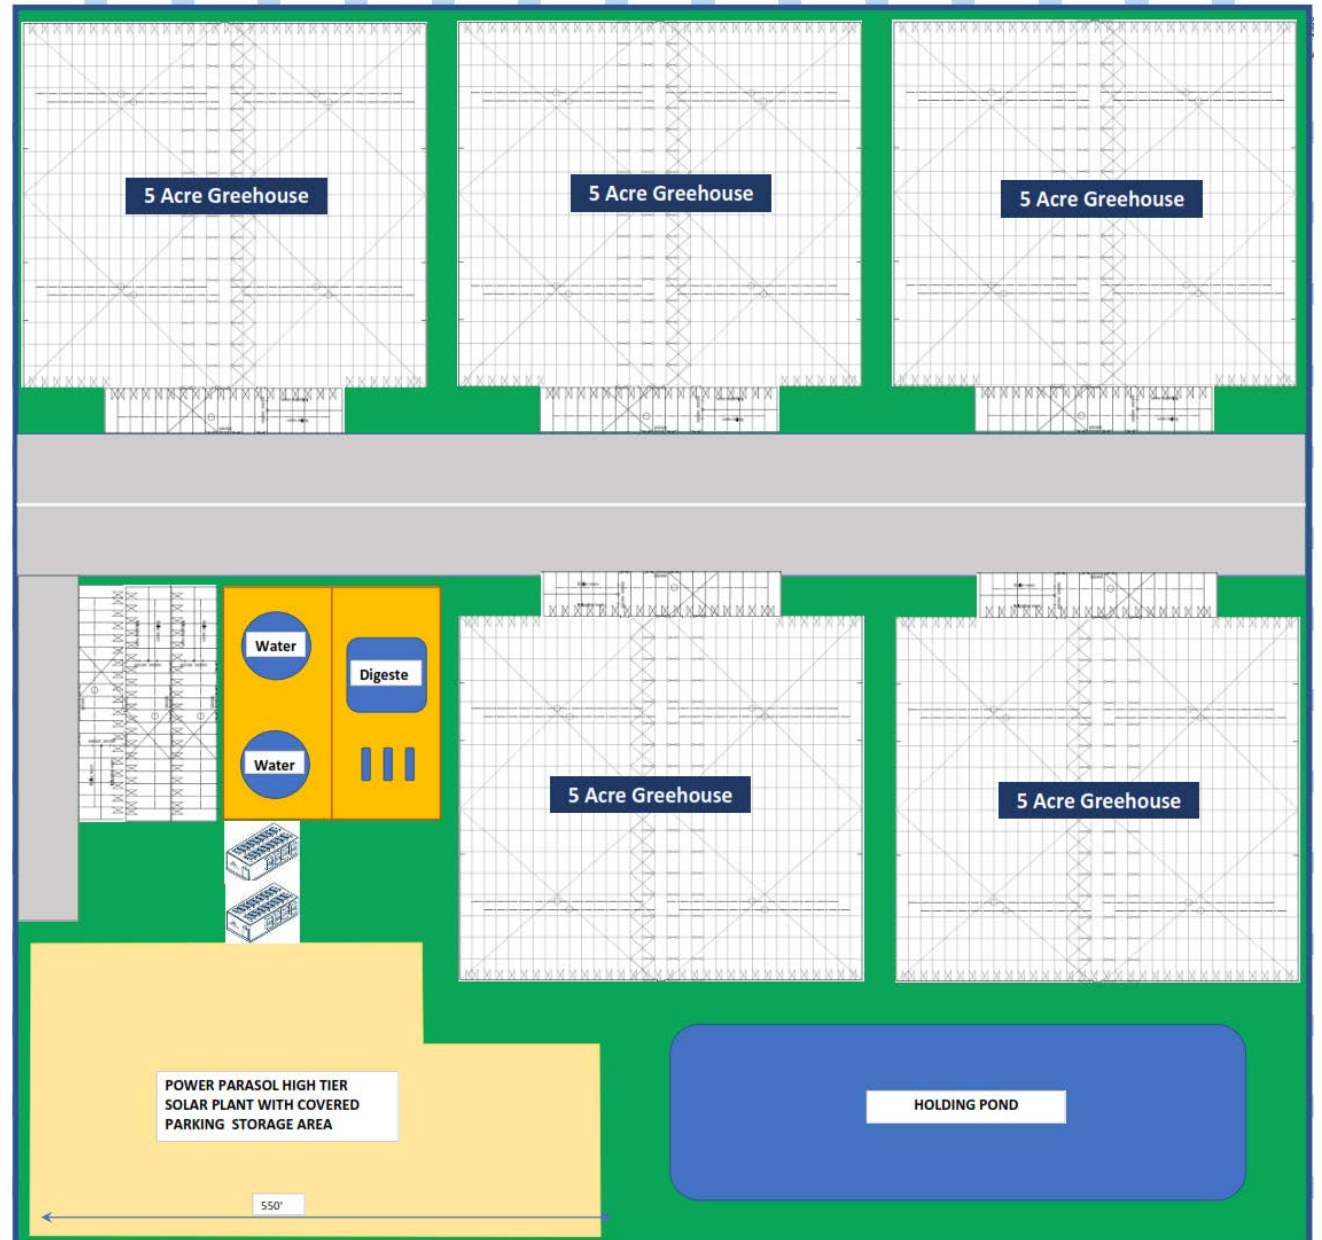 5 Acre Greehouse
5 Acre Greehouse
5 Acre Greehouse
Water
Digeste
Water
5 Acre Greehouse
5 Acre Greehouse
POWER PARASOL HIGH TIER
SOLAR PLANT WITH COVERED
PARKING STORAGE AREA
HOLDING POND
550'